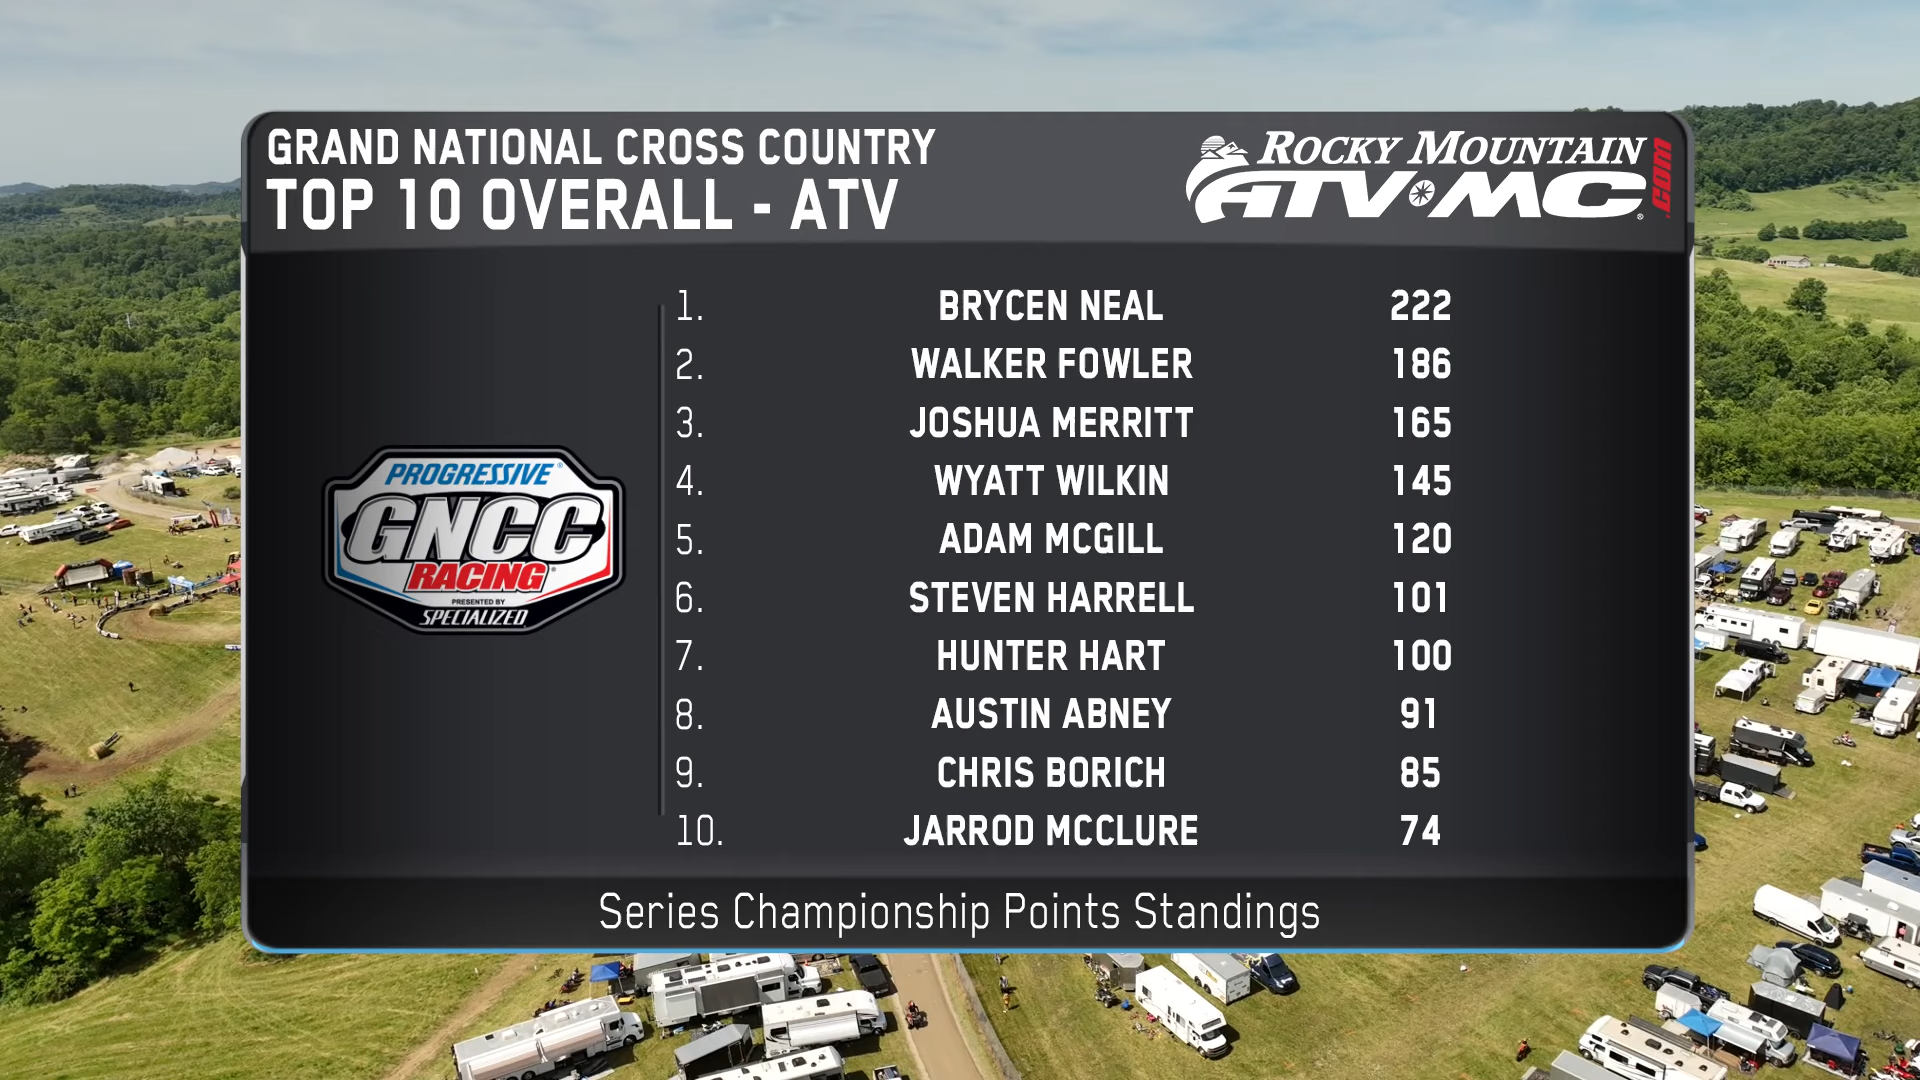 GRAND NATIONAL CROSS COUNTRY
TOP 10 OVERALL - ATV
ROCKY MOUNTAIN
ATV MC
.COM
1. BRYCEN NEAL 222
2. WALKER FOWLER 186
3. JOSHUA MERRITT 165
4. WYATT WILKIN 145
5. ADAM MCGILL 120
6. STEVEN HARRELL 101
7. HUNTER HART 100
8. AUSTIN ABNEY 91
9. CHRIS BORICH 85
10. JARROD MCCLURE 74
PROGRESSIVE®
GNCC
RACING
PRESENTED BY
SPECIALIZED
Series Championship Points Standings